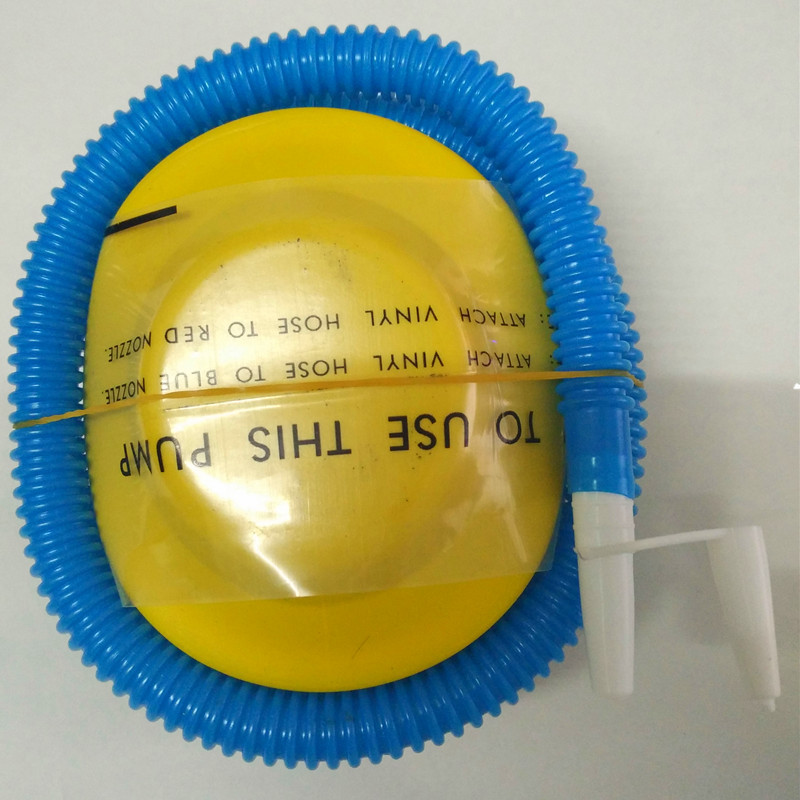 TO USE THIS PUMP
: ATTACH VINYL HOSE TO BLUE NOZZLE.
: ATTACH VINYL HOSE TO RED NOZZLE.